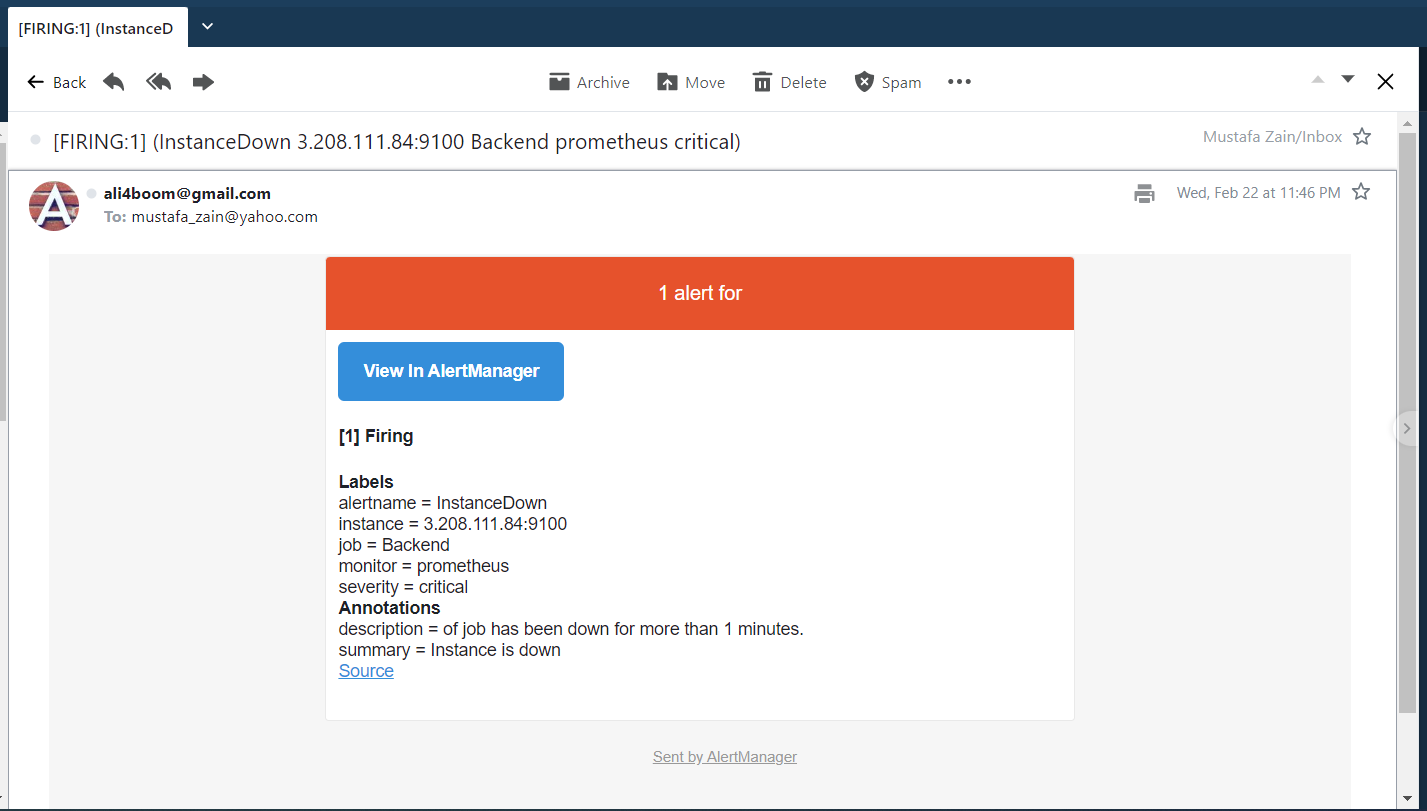 [FIRING:1] (InstanceD
Back
Archive
Move
Delete
Spam
[FIRING:1] (InstanceDown 3.208.111.84:9100 Backend prometheus critical)
Mustafa Zain/Inbox
A
ali4boom@gmail.com
Wed, Feb 22 at 11:46 PM
To: mustafa_zain@yahoo.com
1 alert for
View In AlertManager
[1] Firing
Labels
alertname = InstanceDown
instance = 3.208.111.84:9100
job = Backend
monitor = prometheus
severity = critical
Annotations
description = of job has been down for more than 1 minutes.
summary = Instance is down
Source
Sent by AlertManager